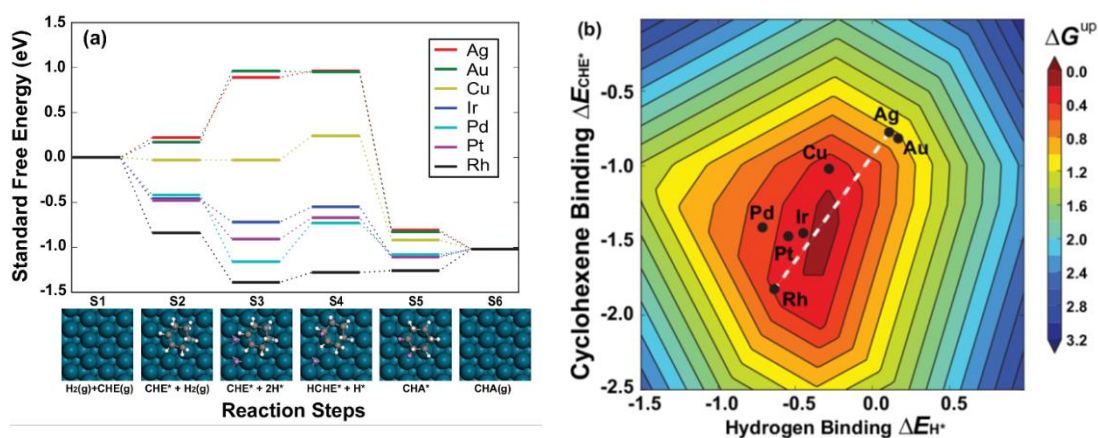 (a)
Standard Free Energy (eV)
1.5
1.0
0.5
0.0
-0.5
-1.0
-1.5
Ag
Au
Cu
Ir
Pd
Pt
Rh
S1 S2 S3 S4 S5 S6
H2(g)+CHE(g) CHE* + H2(g) CHE* + 2H* HCHE* + H* CHA* CHA(g)
Reaction Steps
(b)
Cyclohexene Binding ΔECHE*
-0.5
-1.0
-1.5
-2.0
-2.5
Ag
Au
Cu
Pd
Ir
Pt
Rh
-1.5 -1.0 -0.5 0.0 0.5
Hydrogen Binding ΔEH*
ΔGup
0.0
0.4
0.8
1.2
1.6
2.0
2.4
2.8
3.2